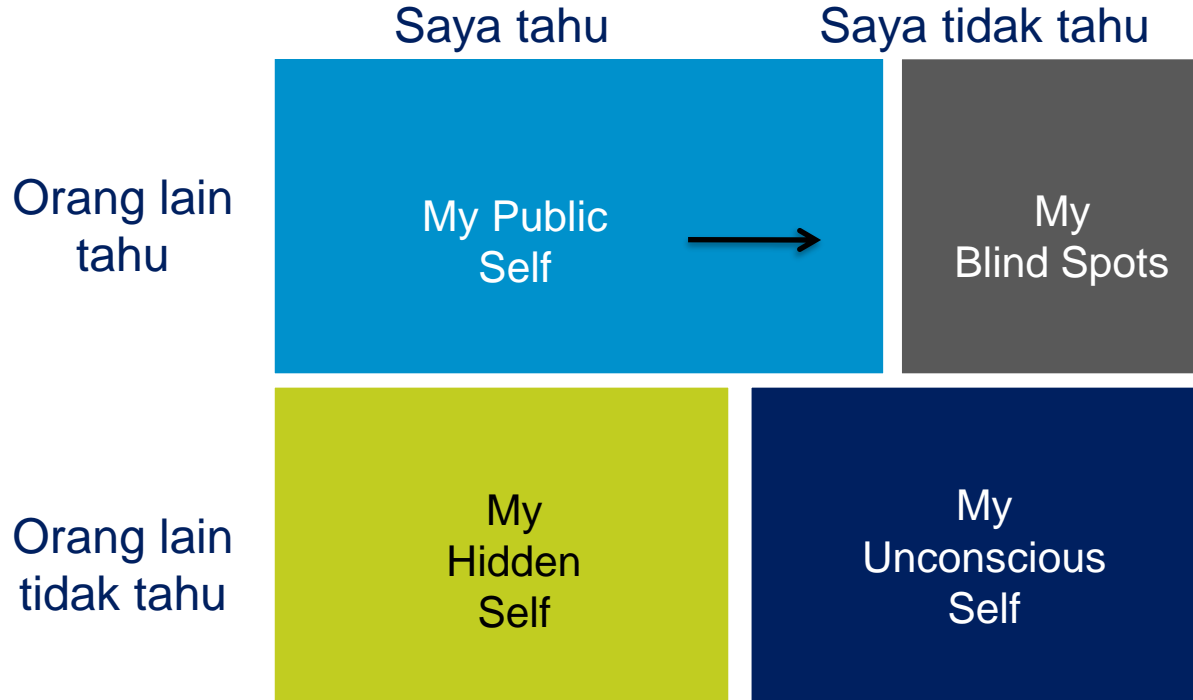 Saya tahu
Saya tidak tahu
Orang lain
tahu
My Public
Self
My
Blind Spots
Orang lain
tidak tahu
My
Hidden
Self
My
Unconscious
Self